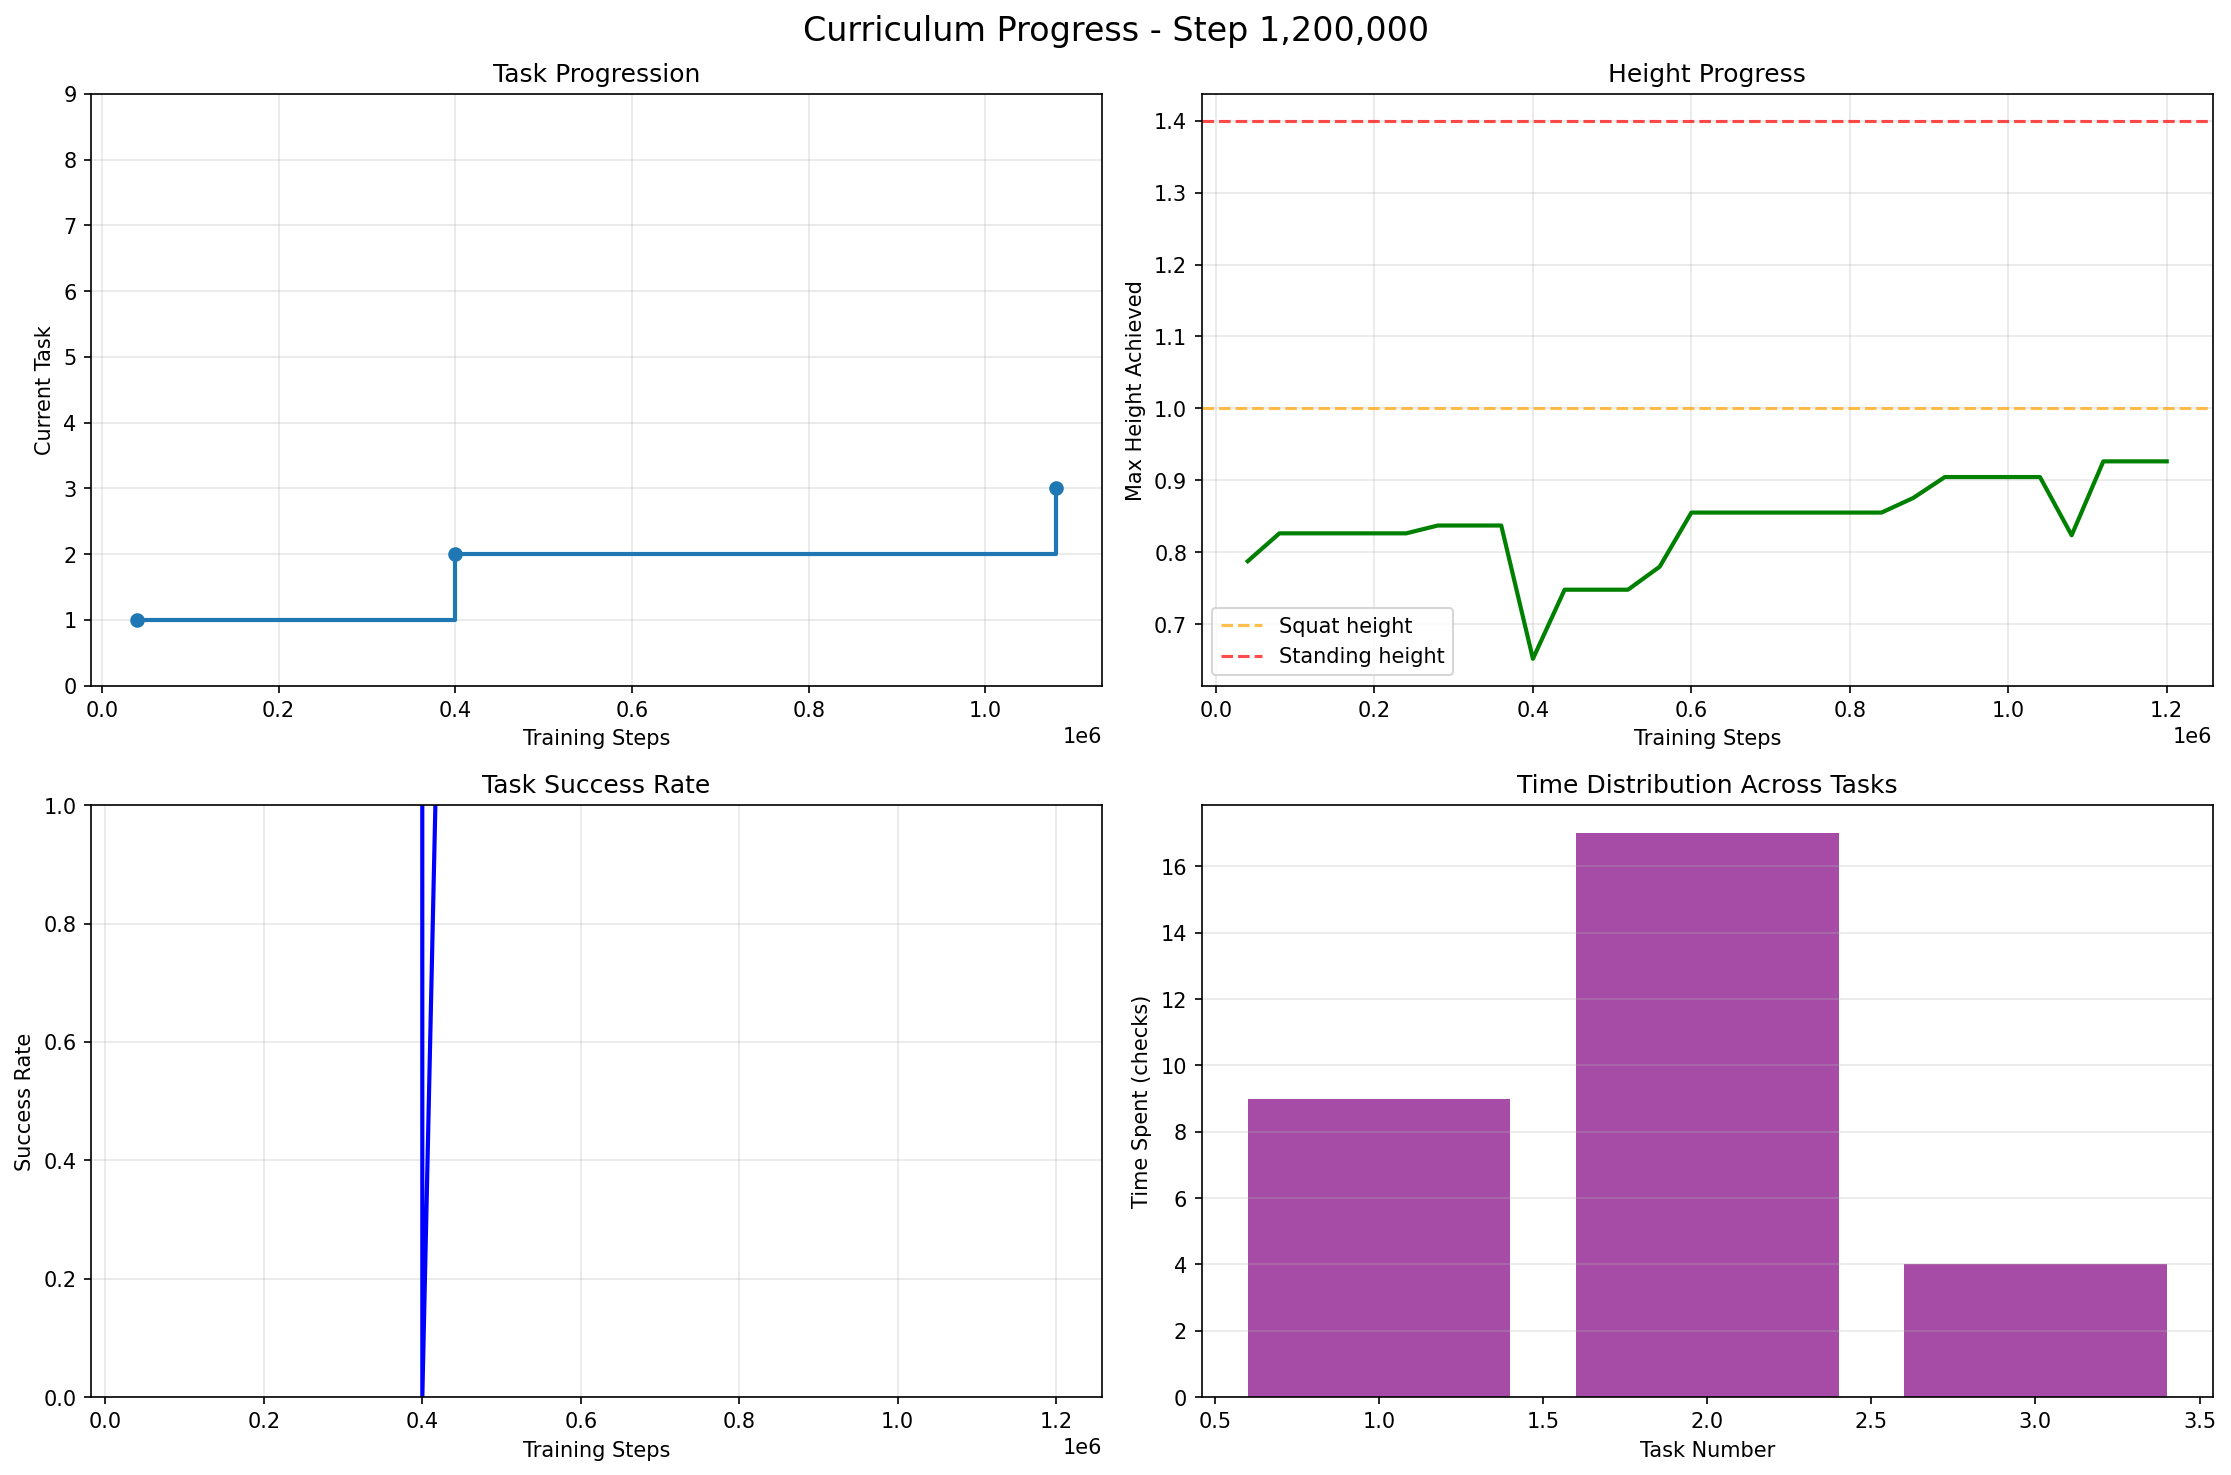 Curriculum Progress - Step 1,200,000
Task Progression
9
8
7
6
5
4
3
2
1
0
Current Task
0.0 0.2 0.4 0.6 0.8 1.0
1e6
Training Steps
Height Progress
1.4
1.3
1.2
1.1
1.0
0.9
0.8
0.7
Max Height Achieved
Squat height
Standing height
0.0 0.2 0.4 0.6 0.8 1.0 1.2
1e6
Training Steps
Task Success Rate
1.0
0.8
0.6
0.4
0.2
0.0
Success Rate
0.0 0.2 0.4 0.6 0.8 1.0 1.2
1e6
Training Steps
Time Distribution Across Tasks
16
14
12
10
8
6
4
2
0
Time Spent (checks)
0.5 1.0 1.5 2.0 2.5 3.0 3.5
Task Number